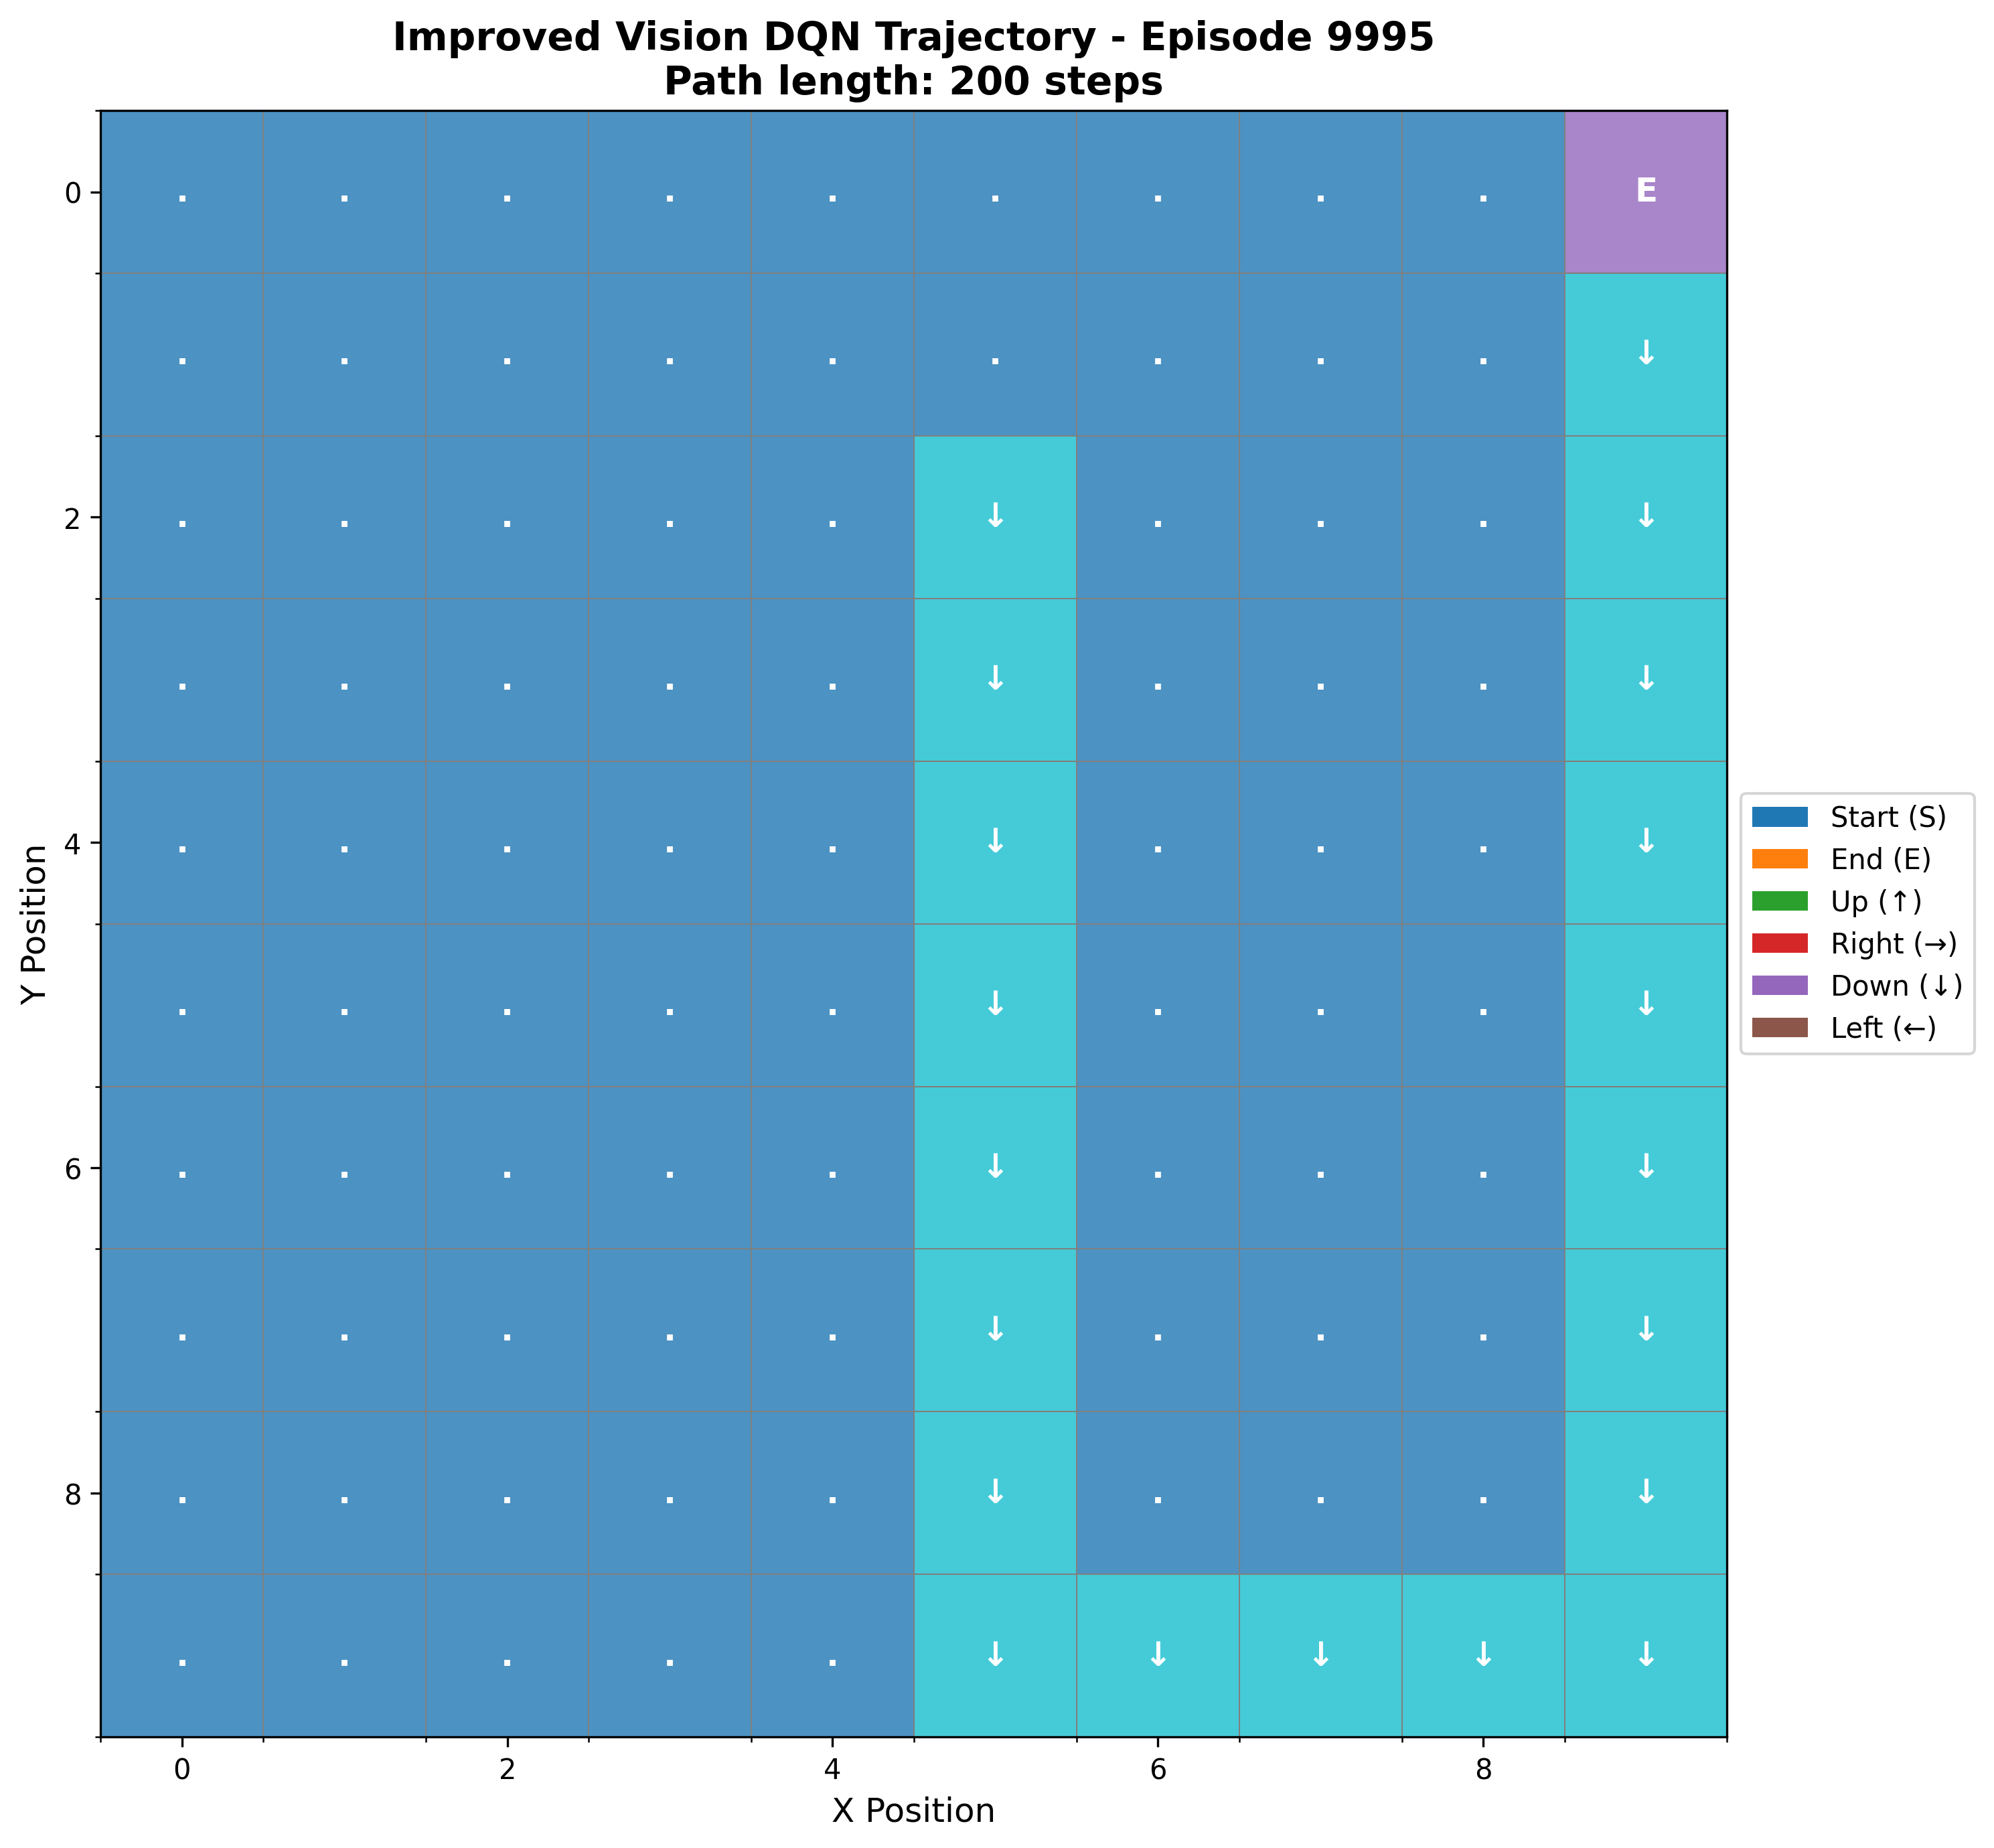 Improved Vision DQN Trajectory - Episode 9995
Path length: 200 steps
0 . . . . . . . . . E
. . . . . . . . . ↓
2 . . . . . ↓ . . . ↓
. . . . . ↓ . . . ↓
4 . . . . . ↓ . . . ↓
. . . . . ↓ . . . ↓
6 . . . . . ↓ . . . ↓
. . . . . ↓ . . . ↓
8 . . . . . ↓ . . . ↓
. . . . . ↓ ↓ ↓ ↓ ↓
0 2 4 6 8
X Position
Y Position
Start (S)
End (E)
Up (↑)
Right (→)
Down (↓)
Left (←)